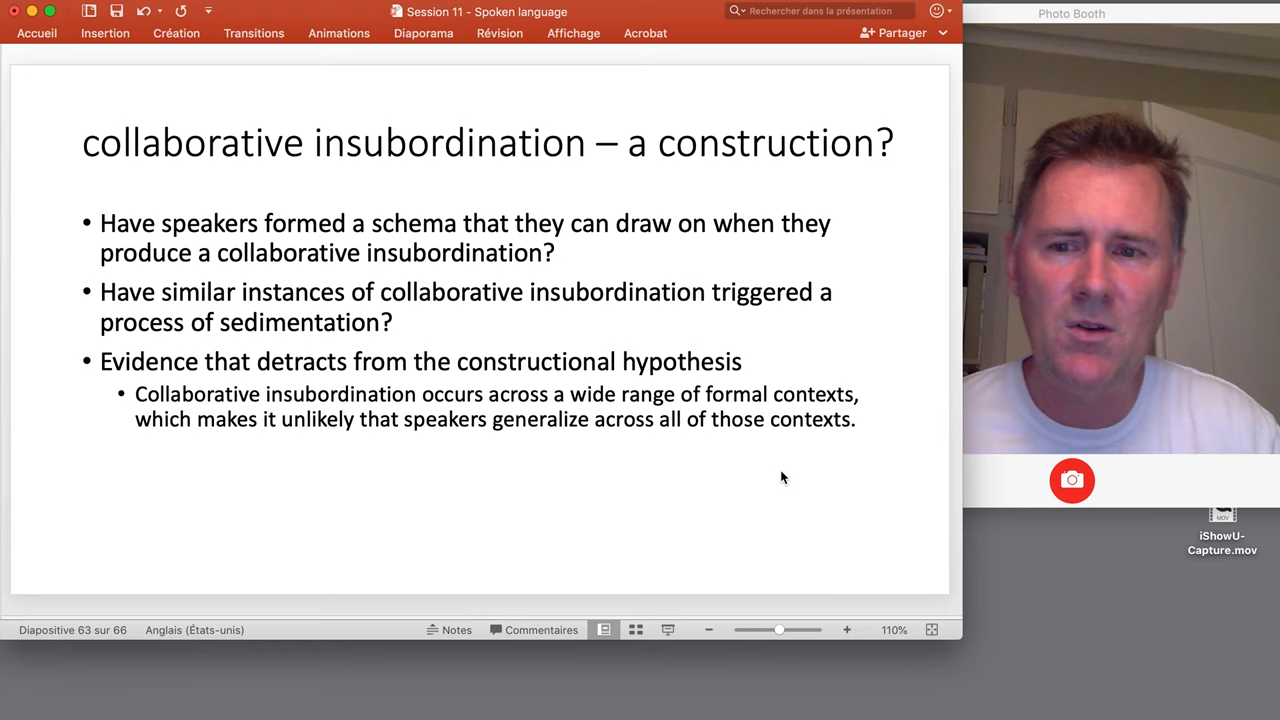 Session 11 - Spoken language
Rechercher dans la présentation
Photo Booth
Accueil Insertion Création Transitions Animations Diaporama Révision Affichage Acrobat Partager
collaborative insubordination – a construction?
• Have speakers formed a schema that they can draw on when they
produce a collaborative insubordination?
• Have similar instances of collaborative insubordination triggered a
process of sedimentation?
• Evidence that detracts from the constructional hypothesis
• Collaborative insubordination occurs across a wide range of formal contexts,
which makes it unlikely that speakers generalize across all of those contexts.
MOV
iShowU-
Capture.mov
Diapositive 63 sur 66 Anglais (États-unis) Notes Commentaires 110%